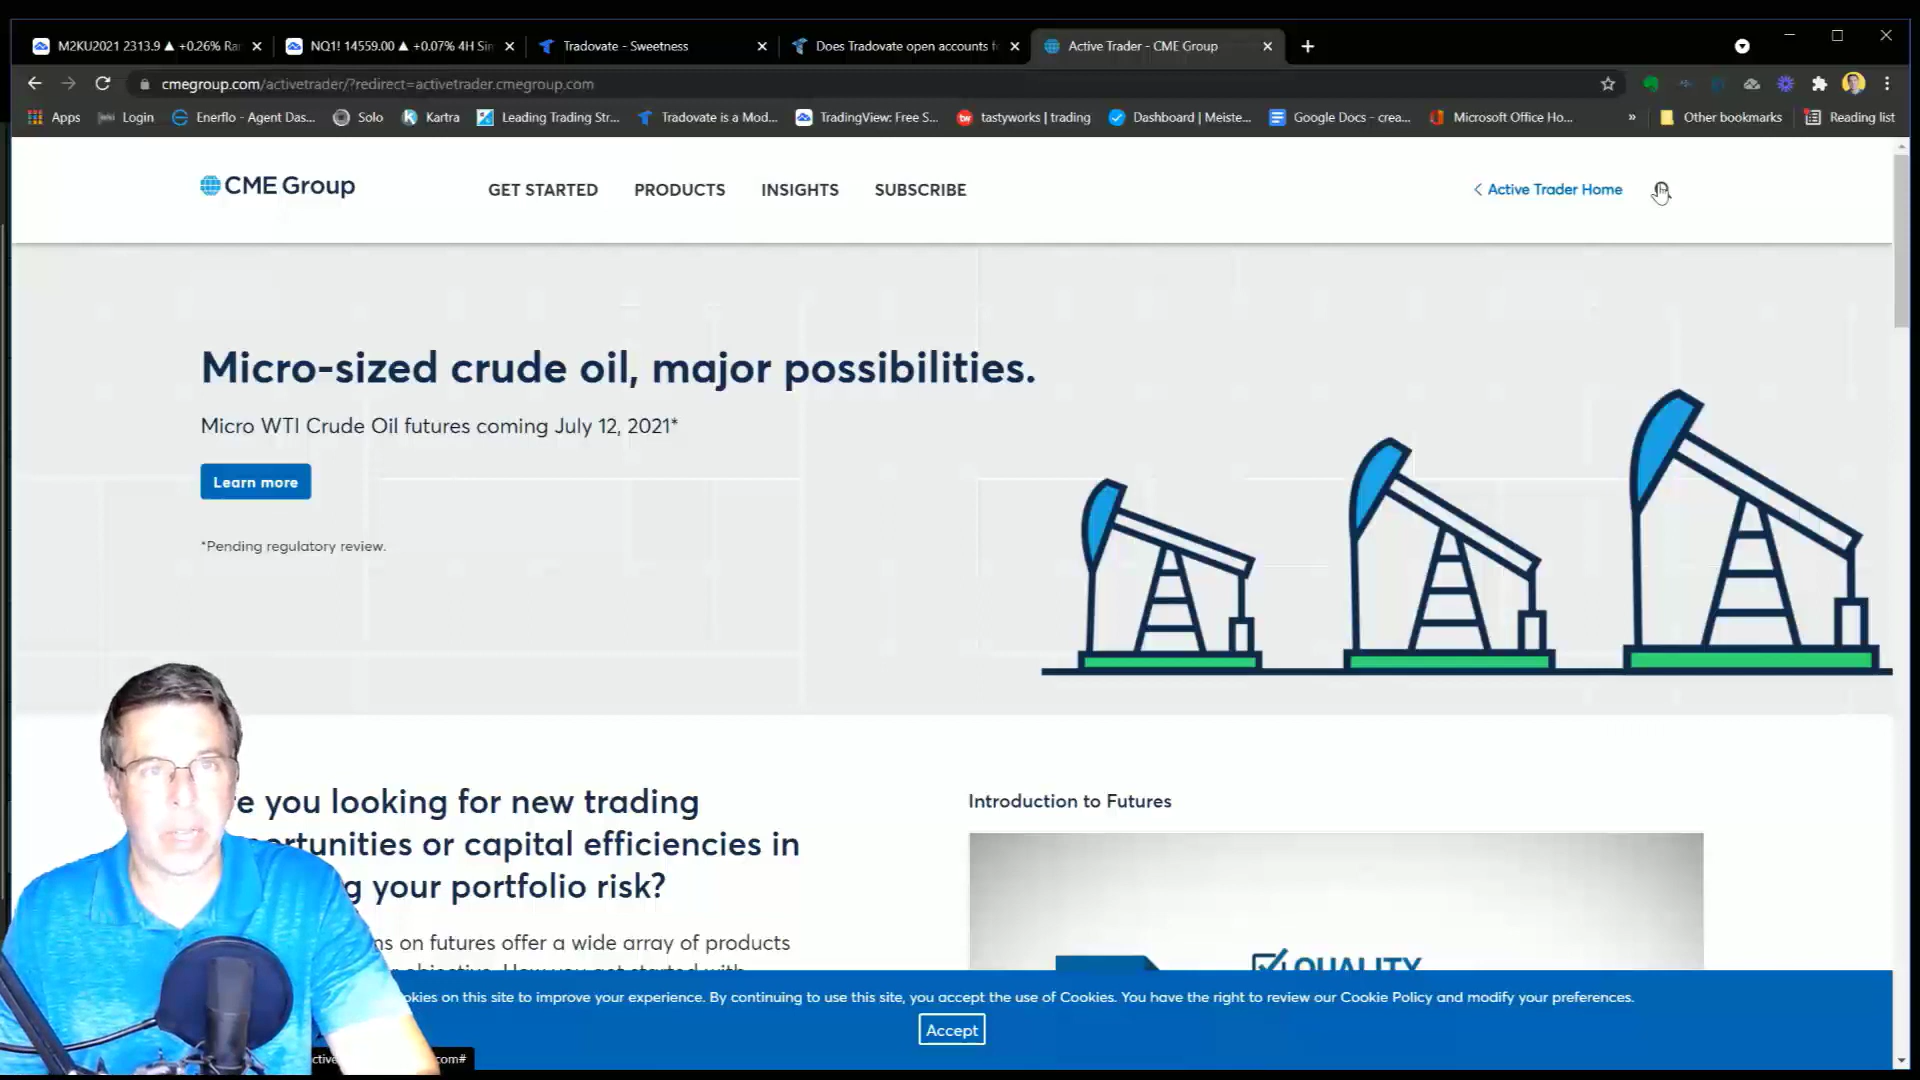 M2KU2021 2313.9 ▲ +0.26% Ra
NQ1! 14559.00 ▲ +0.07% 4H Si
Tradovate - Sweetness
Does Tradovate open accounts f
Active Trader - CME Group
cmegroup.com/activetrader/?redirect=activetrader.cmegroup.com
Apps
Login
Enerflo - Agent Das...
Solo
Kartra
Leading Trading Str...
Tradovate is a Mod...
TradingView: Free S...
tastyworks | trading
Dashboard | Meiste...
Google Docs - crea...
Microsoft Office Ho...
»
Other bookmarks
Reading list
CME Group
GET STARTED
PRODUCTS
INSIGHTS
SUBSCRIBE
< Active Trader Home
Micro-sized crude oil, major possibilities.
Micro WTI Crude Oil futures coming July 12, 2021*
Learn more
*Pending regulatory review.
re you looking for new trading
ortunities or capital efficiencies in
g your portfolio risk?
ns on futures offer a wide array of products
Introduction to Futures
QUALITY
okies on this site to improve your experience. By continuing to use this site, you accept the use of Cookies. You have the right to review our Cookie Policy and modify your preferences.
Accept
com#